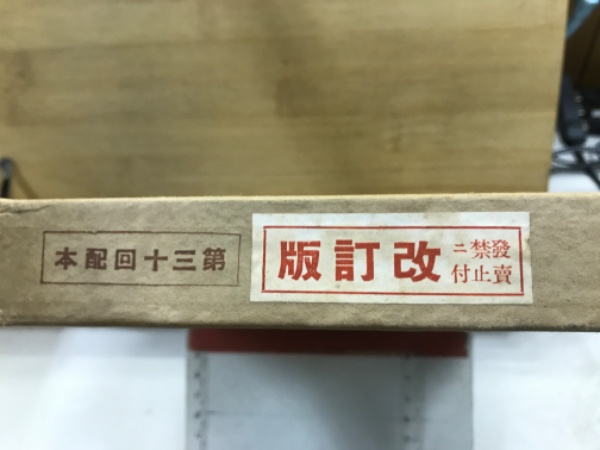 發賣禁止ニ付
改訂版
第三十回配本